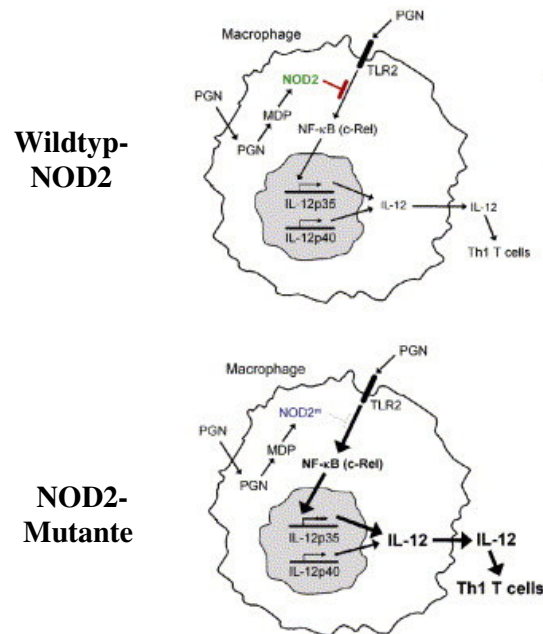 PGN
Macrophage
TLR2
NOD2
PGN
MDP
NF-κB (c-Rel)
PGN
Wildtyp-
NOD2
IL-12p35
IL-12
IL-12
IL-12p40
Th1 T cells
PGN
Macrophage
TLR2
NOD2m
PGN
MDP
NF-κB (c-Rel)
PGN
NOD2-
Mutante
IL-12p35
IL-12
IL-12
IL-12p40
Th1 T cells